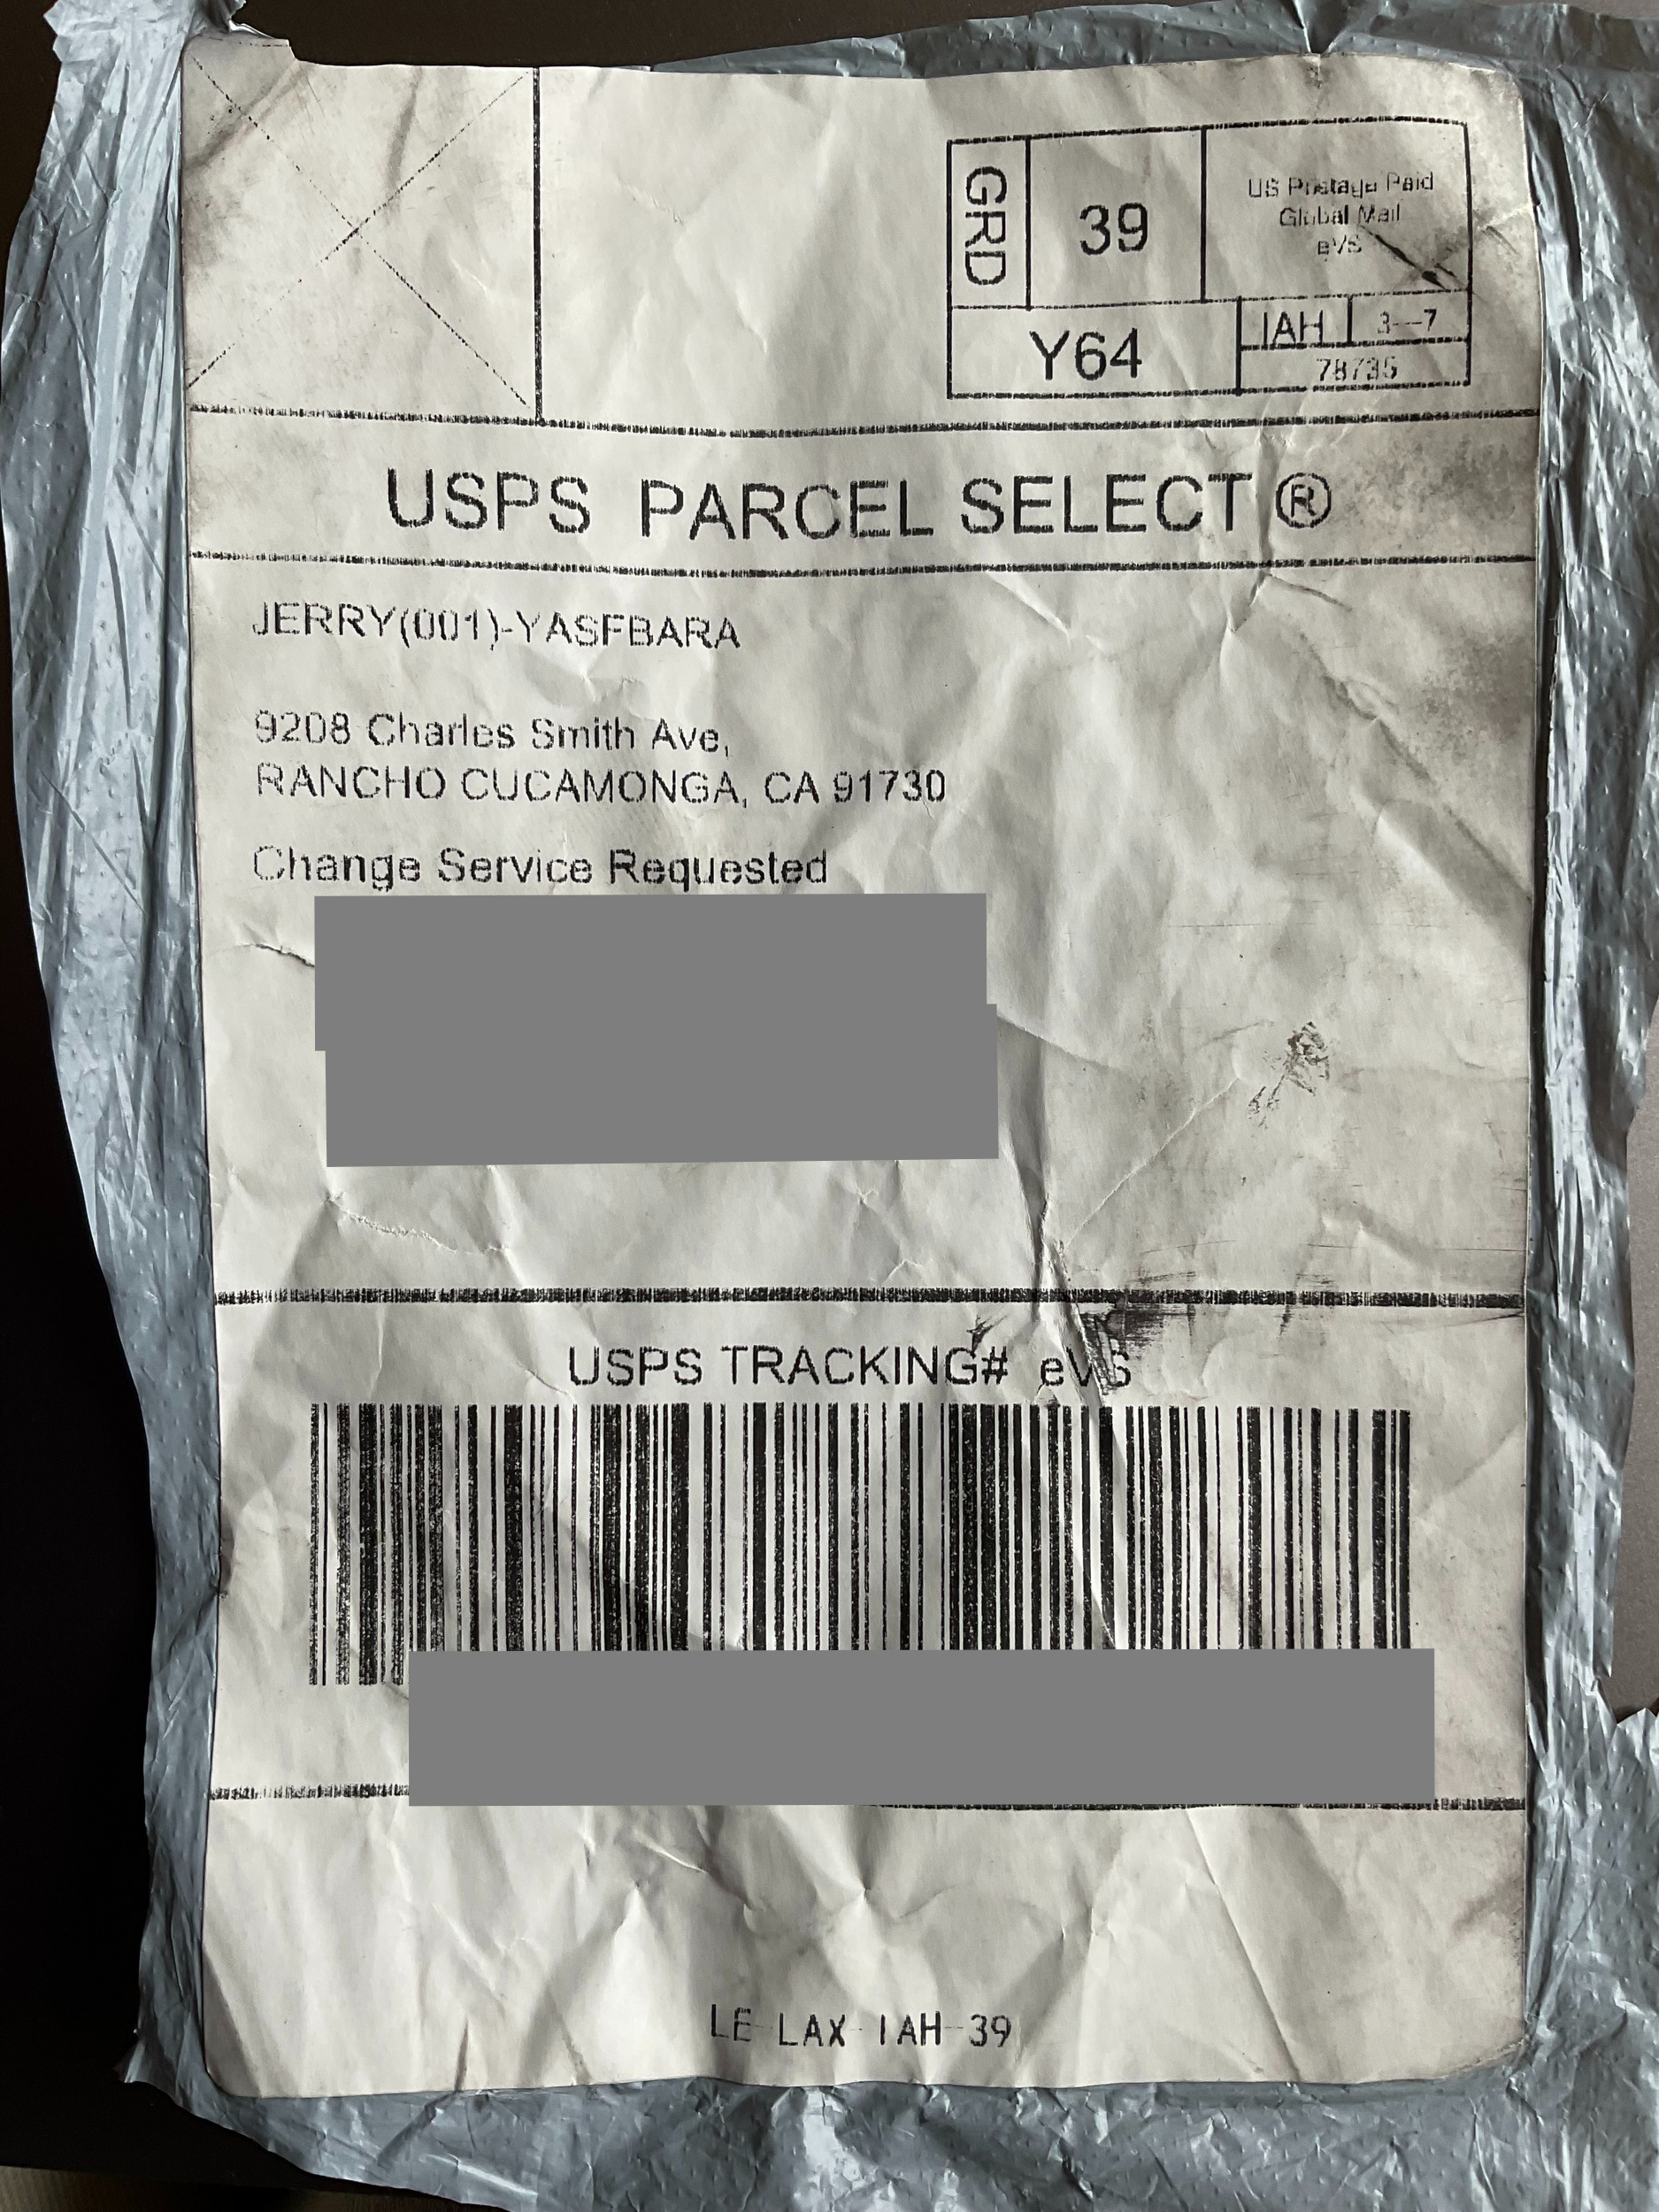 GRD
39
US Postage Paid
Global Mail
eVS
Y64
IAH
3--7
78735
USPS PARCEL SELECT ®
JERRY(001)-YASFBARA
9208 Charles Smith Ave,
RANCHO CUCAMONGA, CA 91730
Change Service Requested
USPS TRACKING# eVS
LE LAX IAH 39